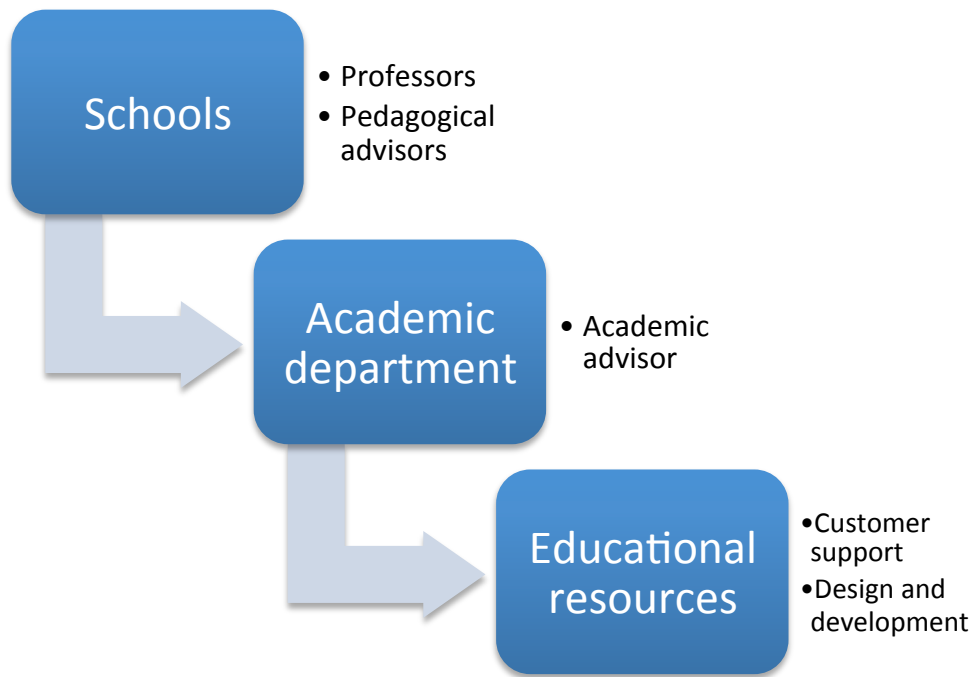 Schools
• Professors
• Pedagogical
advisors
Academic
department
• Academic
advisor
Educational
resources
•Customer
support
•Design and
development